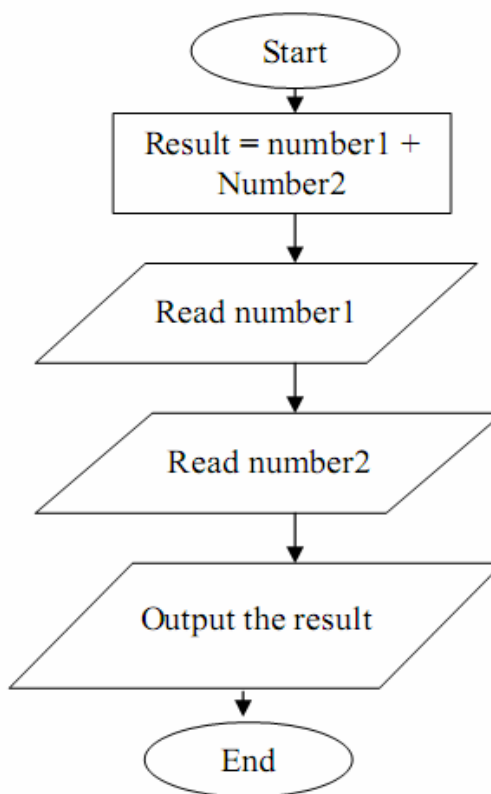 Start
Result = number1 +
Number2
Read number1
Read number2
Output the result
End